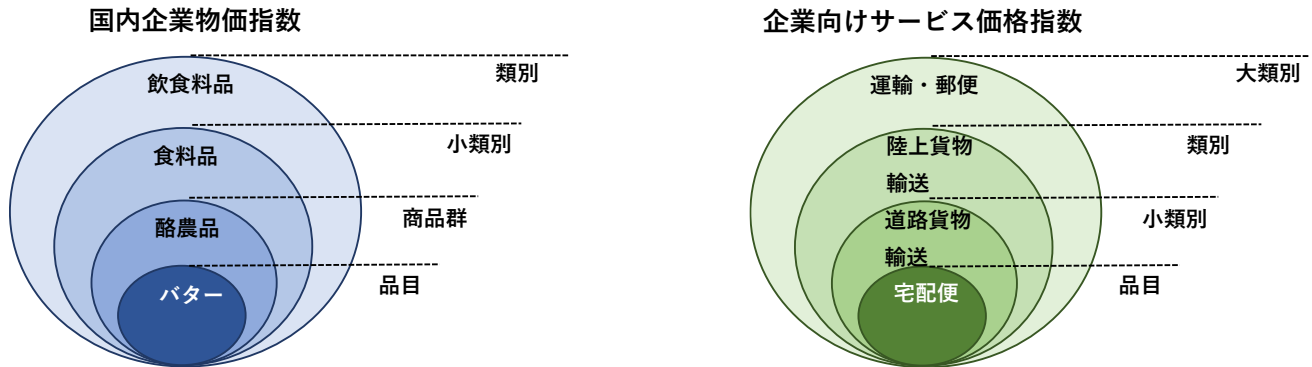 国内企業物価指数
類別
飲食料品
小類別
食料品
商品群
酪農品
品目
バター
企業向けサービス価格指数
大類別
運輸・郵便
類別
陸上貨物
輸送
小類別
道路貨物
輸送
品目
宅配便